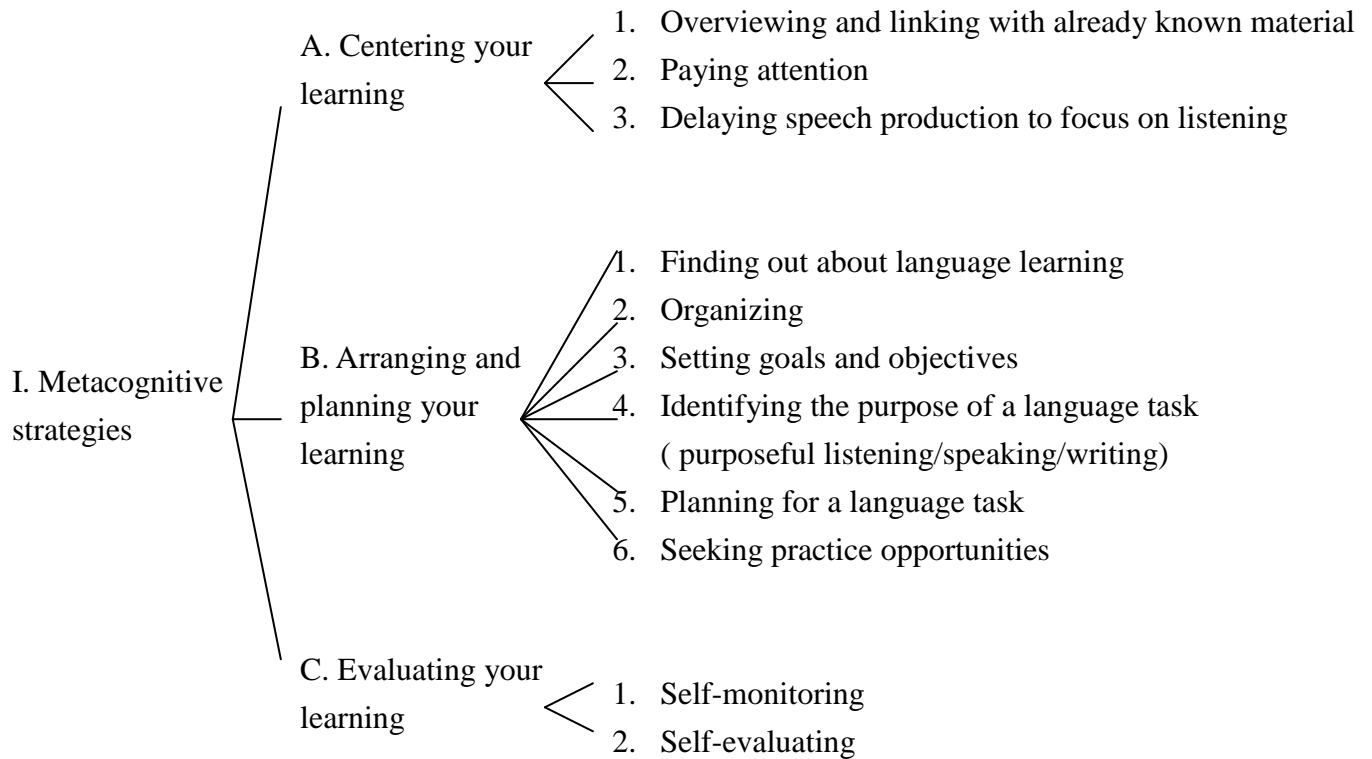 I. Metacognitive
strategies
A. Centering your
learning
1. Overviewing and linking with already known material
2. Paying attention
3. Delaying speech production to focus on listening
B. Arranging and
planning your
learning
1. Finding out about language learning
2. Organizing
3. Setting goals and objectives
4. Identifying the purpose of a language task
( purposeful listening/speaking/writing)
5. Planning for a language task
6. Seeking practice opportunities
C. Evaluating your
learning
1. Self-monitoring
2. Self-evaluating